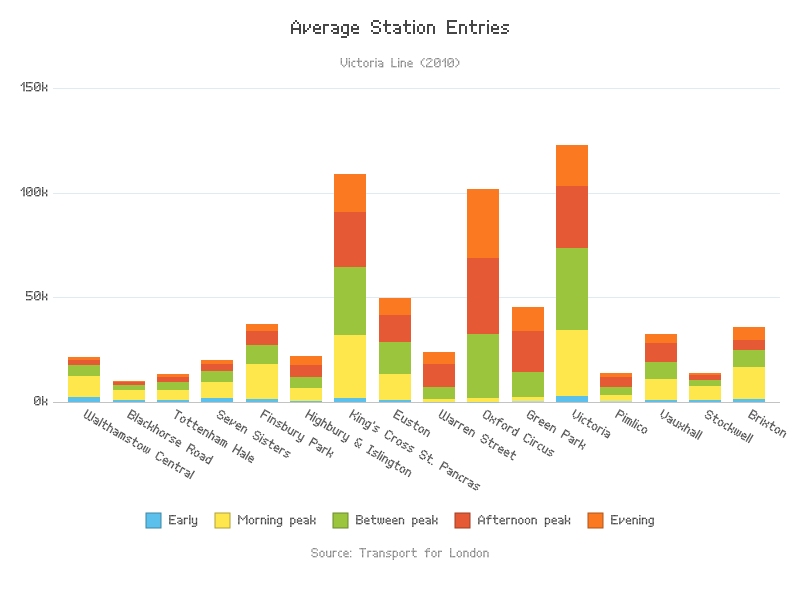 Average Station Entries
Victoria Line (2010)
150k
100k
50k
0k
Walthamstow Central
Blackhorse Road
Tottenham Hale
Seven Sisters
Finsbury Park
Highbury & Islington
King's Cross St. Pancras
Euston
Warren Street
Oxford Circus
Green Park
Victoria
Pimlico
Vauxhall
Stockwell
Brixton
Early
Morning peak
Between peak
Afternoon peak
Evening
Source: Transport for London